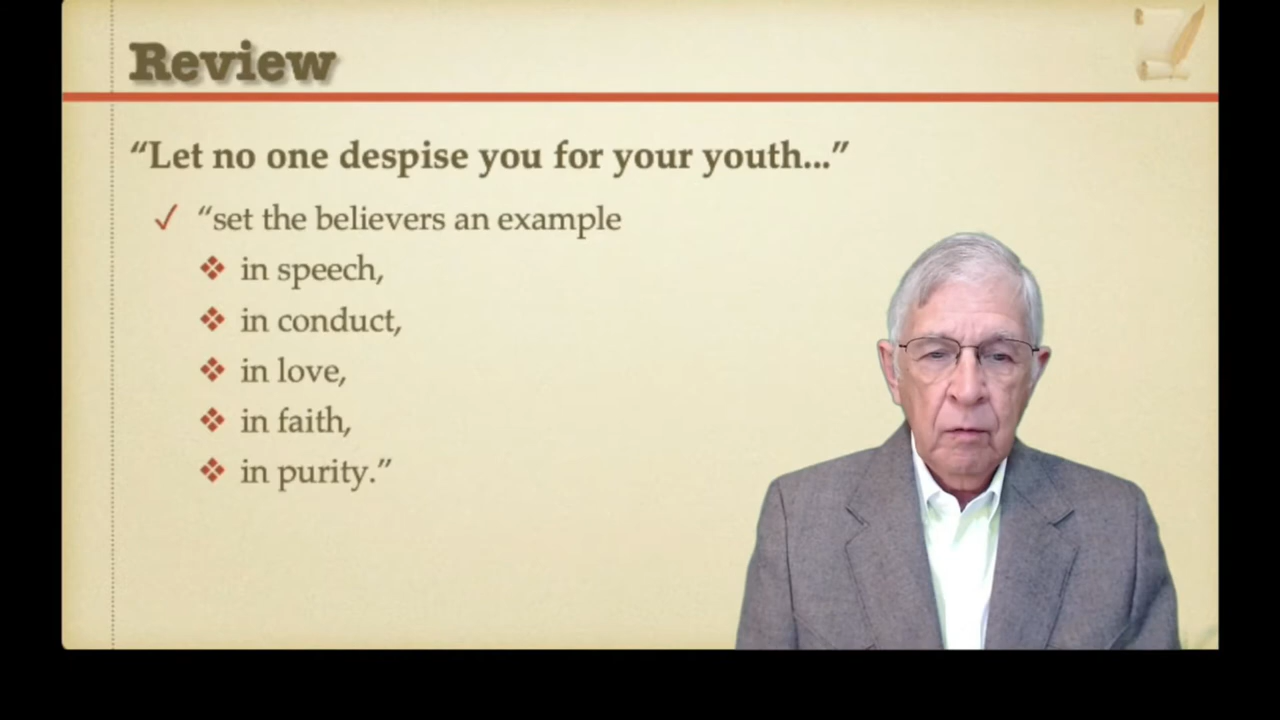 Review
“Let no one despise you for your youth...”
“set the believers an example
in speech,
in conduct,
in love,
in faith,
in purity.”